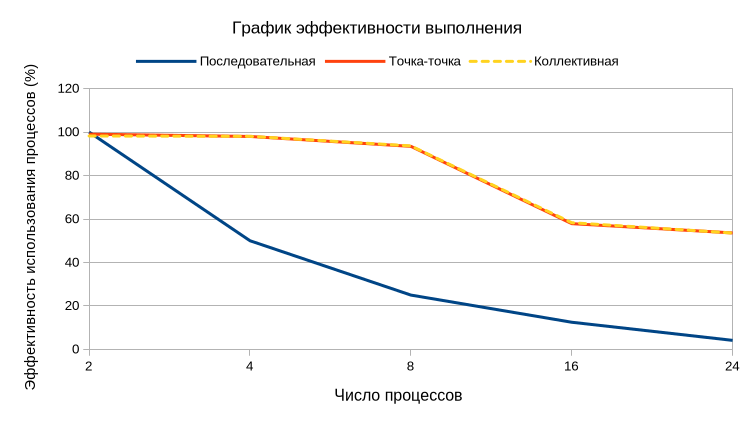 График эффективности выполнения
Последовательная Точка-точка Коллективная
Эффективность использования процессов (%)
120
100
80
60
40
20
0
2 4 8 16 24
Число процессов